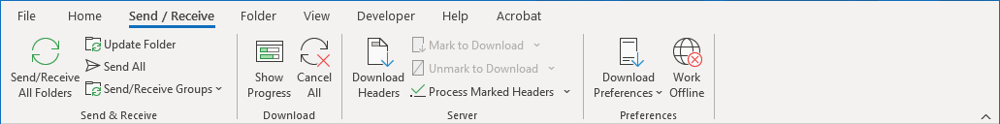 File Home Send / Receive Folder View Developer Help Acrobat
Send/Receive
All Folders
Update Folder
Send All
Send/Receive Groups
Send & Receive
Show
Progress
Cancel
All
Download
Download
Headers
Mark to Download
Unmark to Download
Process Marked Headers
Server
Download
Preferences
Work
Offline
Preferences